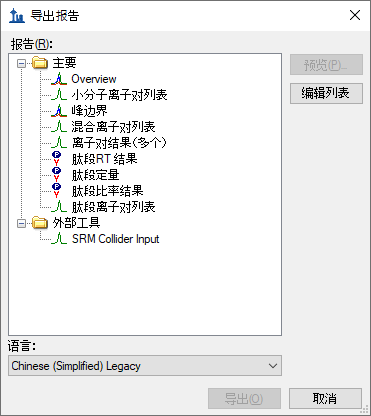 导出报告
报告(R):
主要
Overview
小分子离子对列表
峰边界
混合离子对列表
离子对结果(多个)
肽段RT 结果
肽段定量
肽段比率结果
肽段离子对列表
外部工具
SRM Collider Input
预览(P)...
编辑列表
语言:
Chinese (Simplified) Legacy
导出(O)
取消